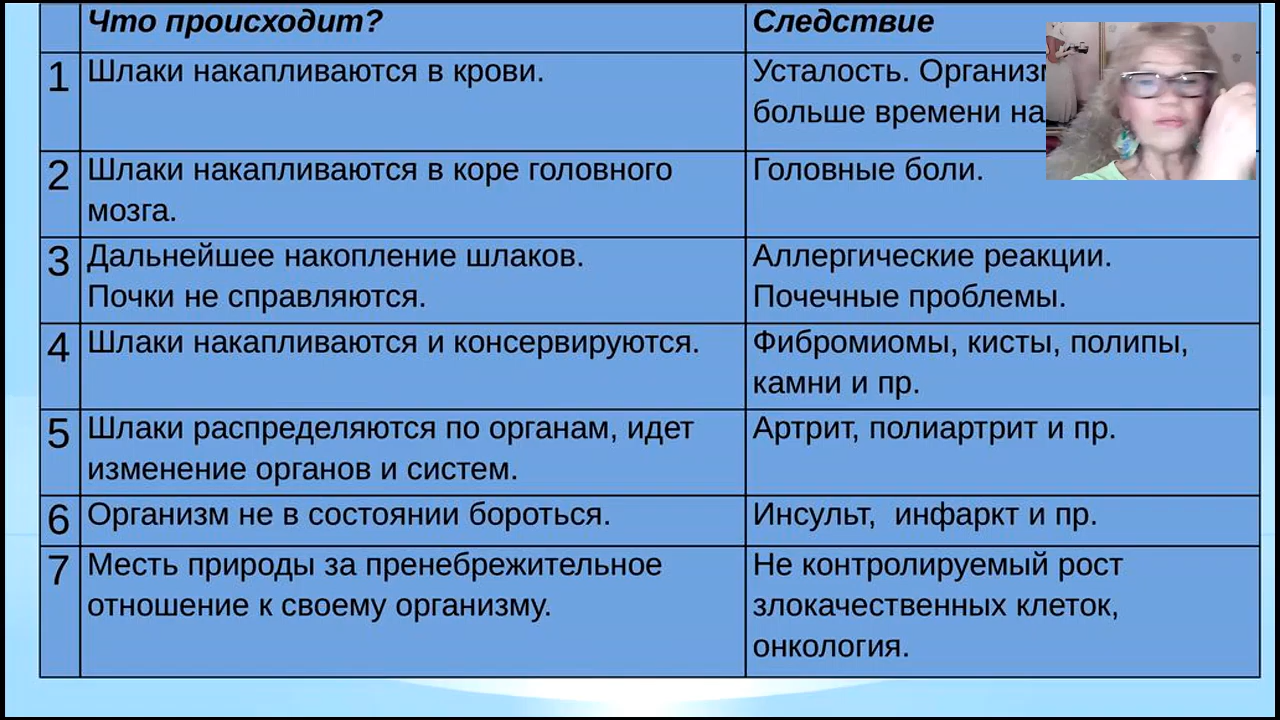 Что происходит?
Следствие
1
Шлаки накапливаются в крови.
Усталость. Организм
больше времени на
2
Шлаки накапливаются в коре головного
мозга.
Головные боли.
3
Дальнейшее накопление шлаков.
Почки не справляются.
Аллергические реакции.
Почечные проблемы.
4
Шлаки накапливаются и консервируются.
Фибромиомы, кисты, полипы,
камни и пр.
5
Шлаки распределяются по органам, идет
изменение органов и систем.
Артрит, полиартрит и пр.
6
Организм не в состоянии бороться.
Инсульт, инфаркт и пр.
7
Месть природы за пренебрежительное
отношение к своему организму.
Не контролируемый рост
злокачественных клеток,
онкология.